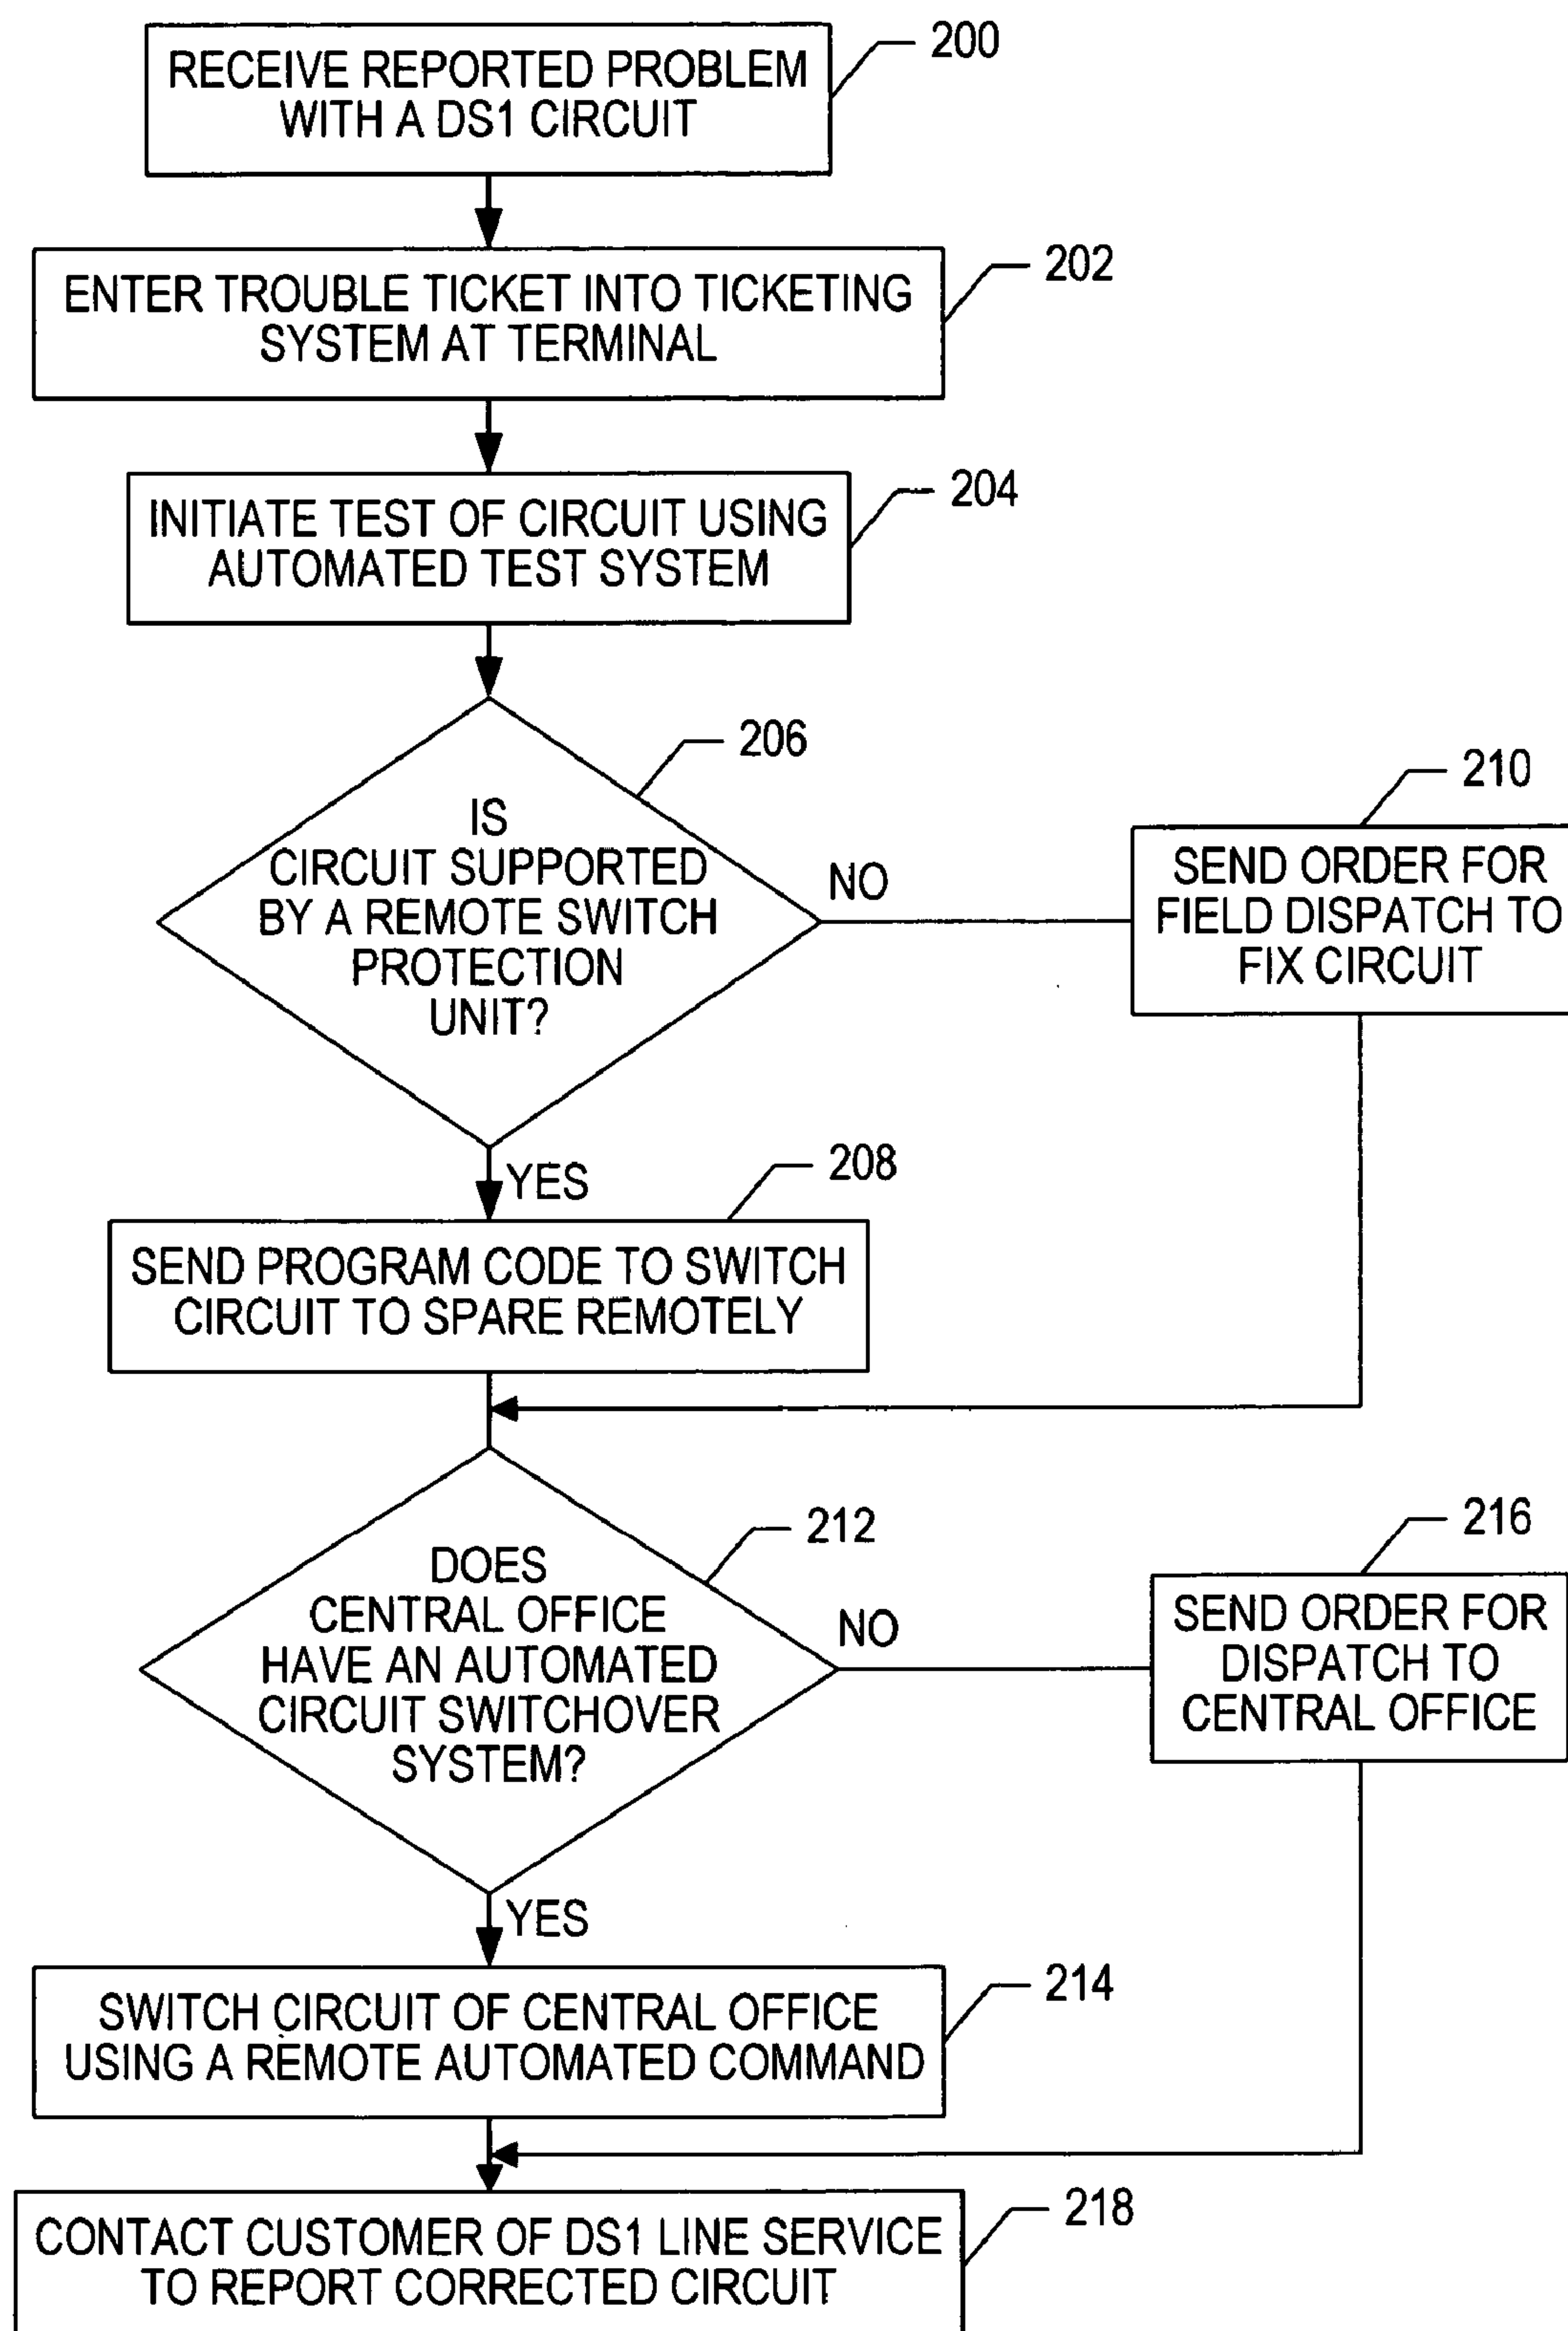 RECEIVE REPORTED PROBLEM
WITH A DS1 CIRCUIT
200
ENTER TROUBLE TICKET INTO TICKETING
SYSTEM AT TERMINAL
202
INITIATE TEST OF CIRCUIT USING
AUTOMATED TEST SYSTEM
204
IS
CIRCUIT SUPPORTED
BY A REMOTE SWITCH
PROTECTION
UNIT?
206
NO
SEND ORDER FOR
FIELD DISPATCH TO
FIX CIRCUIT
210
YES
SEND PROGRAM CODE TO SWITCH
CIRCUIT TO SPARE REMOTELY
208
DOES
CENTRAL OFFICE
HAVE AN AUTOMATED
CIRCUIT SWITCHOVER
SYSTEM?
212
NO
SEND ORDER FOR
DISPATCH TO
CENTRAL OFFICE
216
YES
SWITCH CIRCUIT OF CENTRAL OFFICE
USING A REMOTE AUTOMATED COMMAND
214
CONTACT CUSTOMER OF DS1 LINE SERVICE
TO REPORT CORRECTED CIRCUIT
218